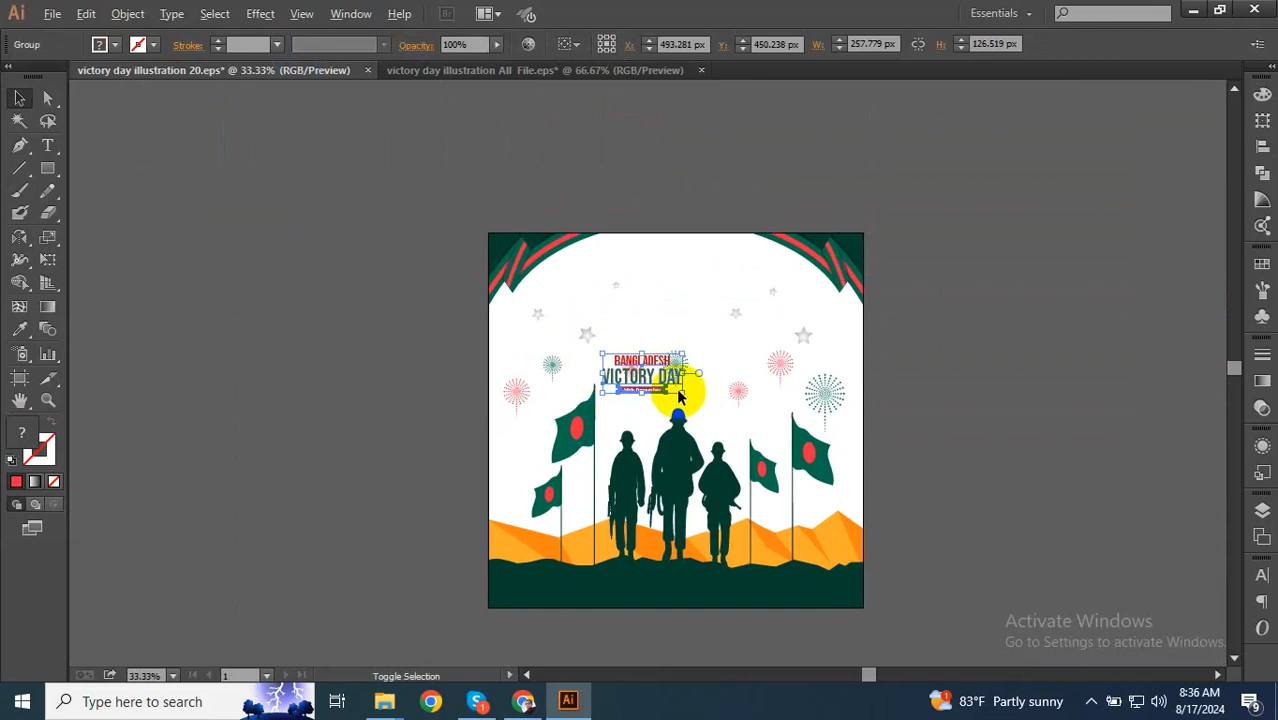 Ai File Edit Object Type Select Effect View Window Help Br Essentials
Group Stroke: Opacity: 100% X: 493.281 px Y: 450.238 px W: 257.779 px H: 126.519 px
victory day illustration 20.eps* @ 33.33% (RGB/Preview) × victory day illustration All File.eps* @ 66.67% (RGB/Preview) ×
BANGLADESH
VICTORY DAY
?
Activate Windows
Go to Settings to activate Windows.
33.33% 1 Toggle Selection
Type here to search 83°F Partly sunny 8:36 AM
8/17/2024